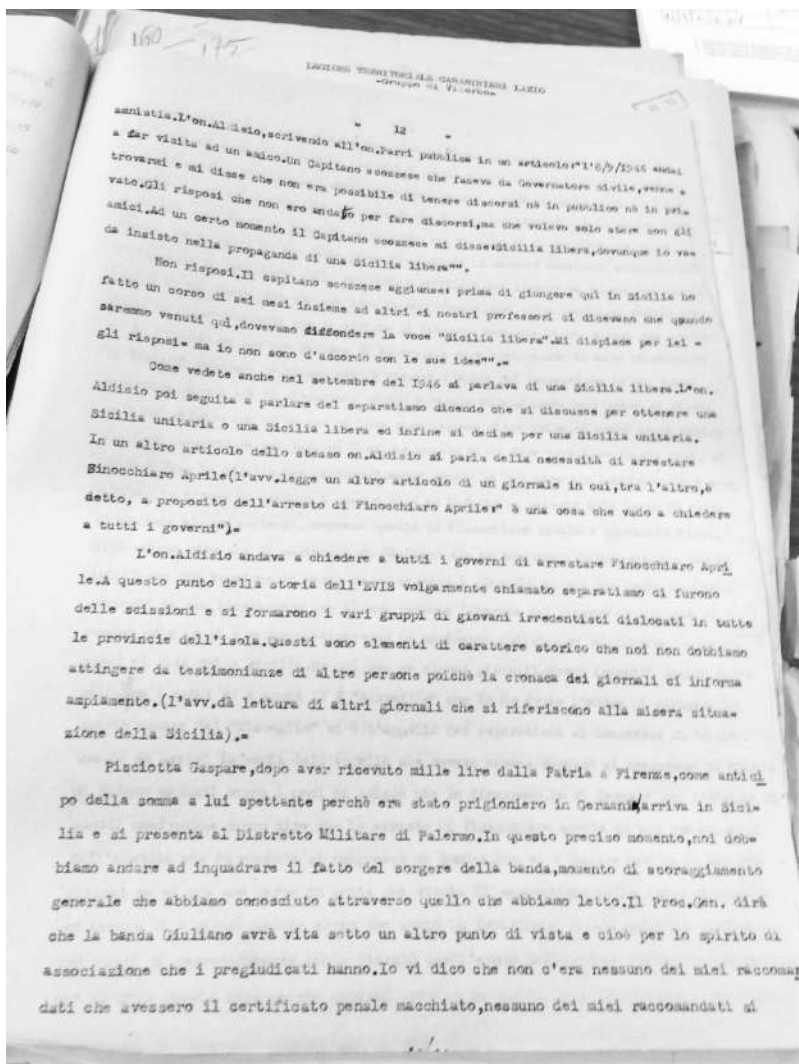 160 — 175
LEGIONE TERRITORIALE CARABINIERI LAZIO
=Gruppo di Viterbo=
- 12 -
amnistia.L'on.Aldisio,scrivendo all'on.Parri pubblica in un articolo:"l'6/9/1946 andai
a far visita ad un amico.Un Capitano scozzese che faceva da Governatore civile,venne a
trovarmi e mi disse che non era possibile di tenere discorsi nè in pubblico nè in pri=
vato.Gli risposi che non ero andato per fare discorsi,ma che volevo solo stare con gli
amici.Ad un certo momento il Capitano scozzese mi disse:Sicilia libera,dovunque io va=
da insisto nella propaganda di una Sicilia libera"".
Non risposi.Il capitano scozzese aggiunse: prima di giungere quì in Sicilia ho
fatto un corso di sei mesi insieme ad altri ei nostri professori ci dicevano che quando
saremmo venuti quì,dovevamo diffondere la voce "Sicilia libera".Mi dispiace per lei =
gli risposi= ma io non sono d'accordo con le sue idee"".=
Come vedete anche nel settembre del 1946 si parlava di una Sicilia libera.L'on.
Aldisio poi seguita a parlare del separatismo dicendo che si discusse per ottenere una
Sicilia unitaria o una Sicilia libera ed infine si decise per una Sicilia unitaria.
In un altro articolo dello stesso on.Aldisio si parla della necessità di arrestare
Finocchiaro Aprile(l'avv.legge un altro articolo di un giornale in cui,tra l'altro,è
detto, a proposito dell'arresto di Finocchiaro Aprile:" è una cosa che vado a chiedere
a tutti i governi")=
L'on.Aldisio andava a chiedere a tutti i governi di arrestare Finocchiaro Apri
le.A questo punto della storia dell'EVIS volgarmente chiamato separatismo ci furono
delle scissioni e si formarono i vari gruppi di giovani irredentisti dislocati in tutte
le provincie dell'isola.Questi sono elementi di carattere storico che noi non dobbiamo
attingere da testimonianze di altre persone poichè la cronaca dei giornali ci informa
ampiamente.(l'avv.dà lettura di altri giornali che si riferiscono alla misera situa=
zione della Sicilia).=
Pisciotta Gaspare,dopo aver ricevuto mille lire dalla Patria a Firenze,come antici
po della somma a lui spettante perchè era stato prigioniero in Germania,arriva in Sici=
lia e si presenta al Distretto Militare di Palermo.In questo preciso momento,noi dob=
biamo andare ad inquadrare il fatto del sorgere della banda,momento di scoraggiamento
generale che abbiamo conosciuto attraverso quello che abbiamo letto.Il Proc.Gen. dirà
che la banda Giuliano avrà vita sotto un altro punto di vista e cioè per lo spirito di
associazione che i pregiudicati hanno.Io vi dico che non c'era nessuno dei miei raccoman
dati che avessero il certificato penale macchiato,nessuno dei miei raccomandati si
../..